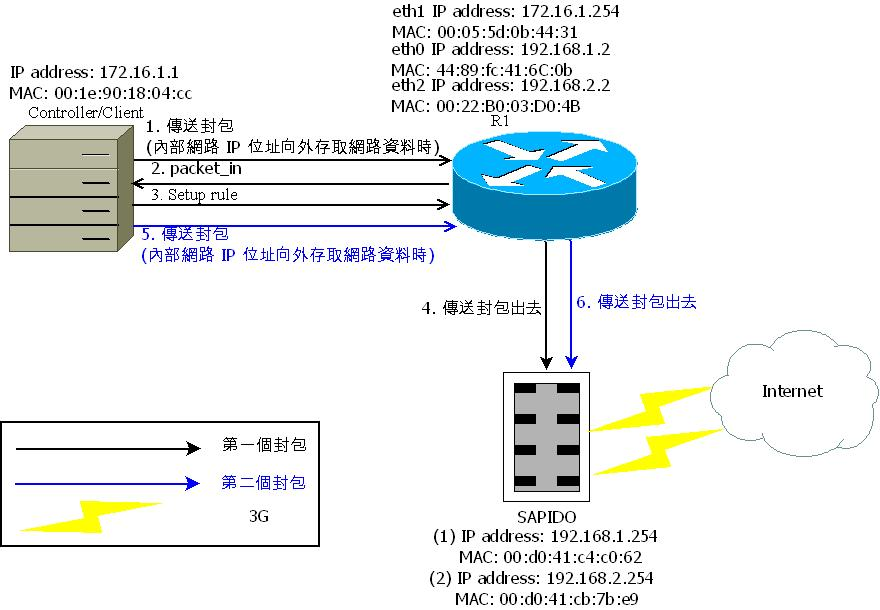 eth1 IP address: 172.16.1.254
MAC: 00:05:5d:0b:44:31
eth0 IP address: 192.168.1.2
MAC: 44:89:fc:41:6C:0b
eth2 IP address: 192.168.2.2
MAC: 00:22:B0:03:D0:4B
R1
IP address: 172.16.1.1
MAC: 00:1e:90:18:04:cc
Controller/Client
1. 傳送封包
(內部網路 IP 位址向外存取網路資料時)
2. packet_in
3. Setup rule
5. 傳送封包
(內部網路 IP 位址向外存取網路資料時)
4. 傳送封包出去
6. 傳送封包出去
Internet
第一個封包
第二個封包
3G
SAPIDO
(1) IP address: 192.168.1.254
MAC: 00:d0:41:c4:c0:62
(2) IP address: 192.168.2.254
MAC: 00:d0:41:cb:7b:e9